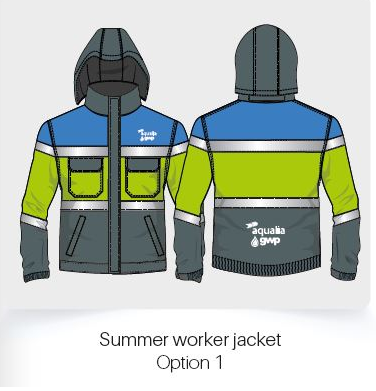 aqualia
gwp
aqualia
gwp
Summer worker jacket
Option 1